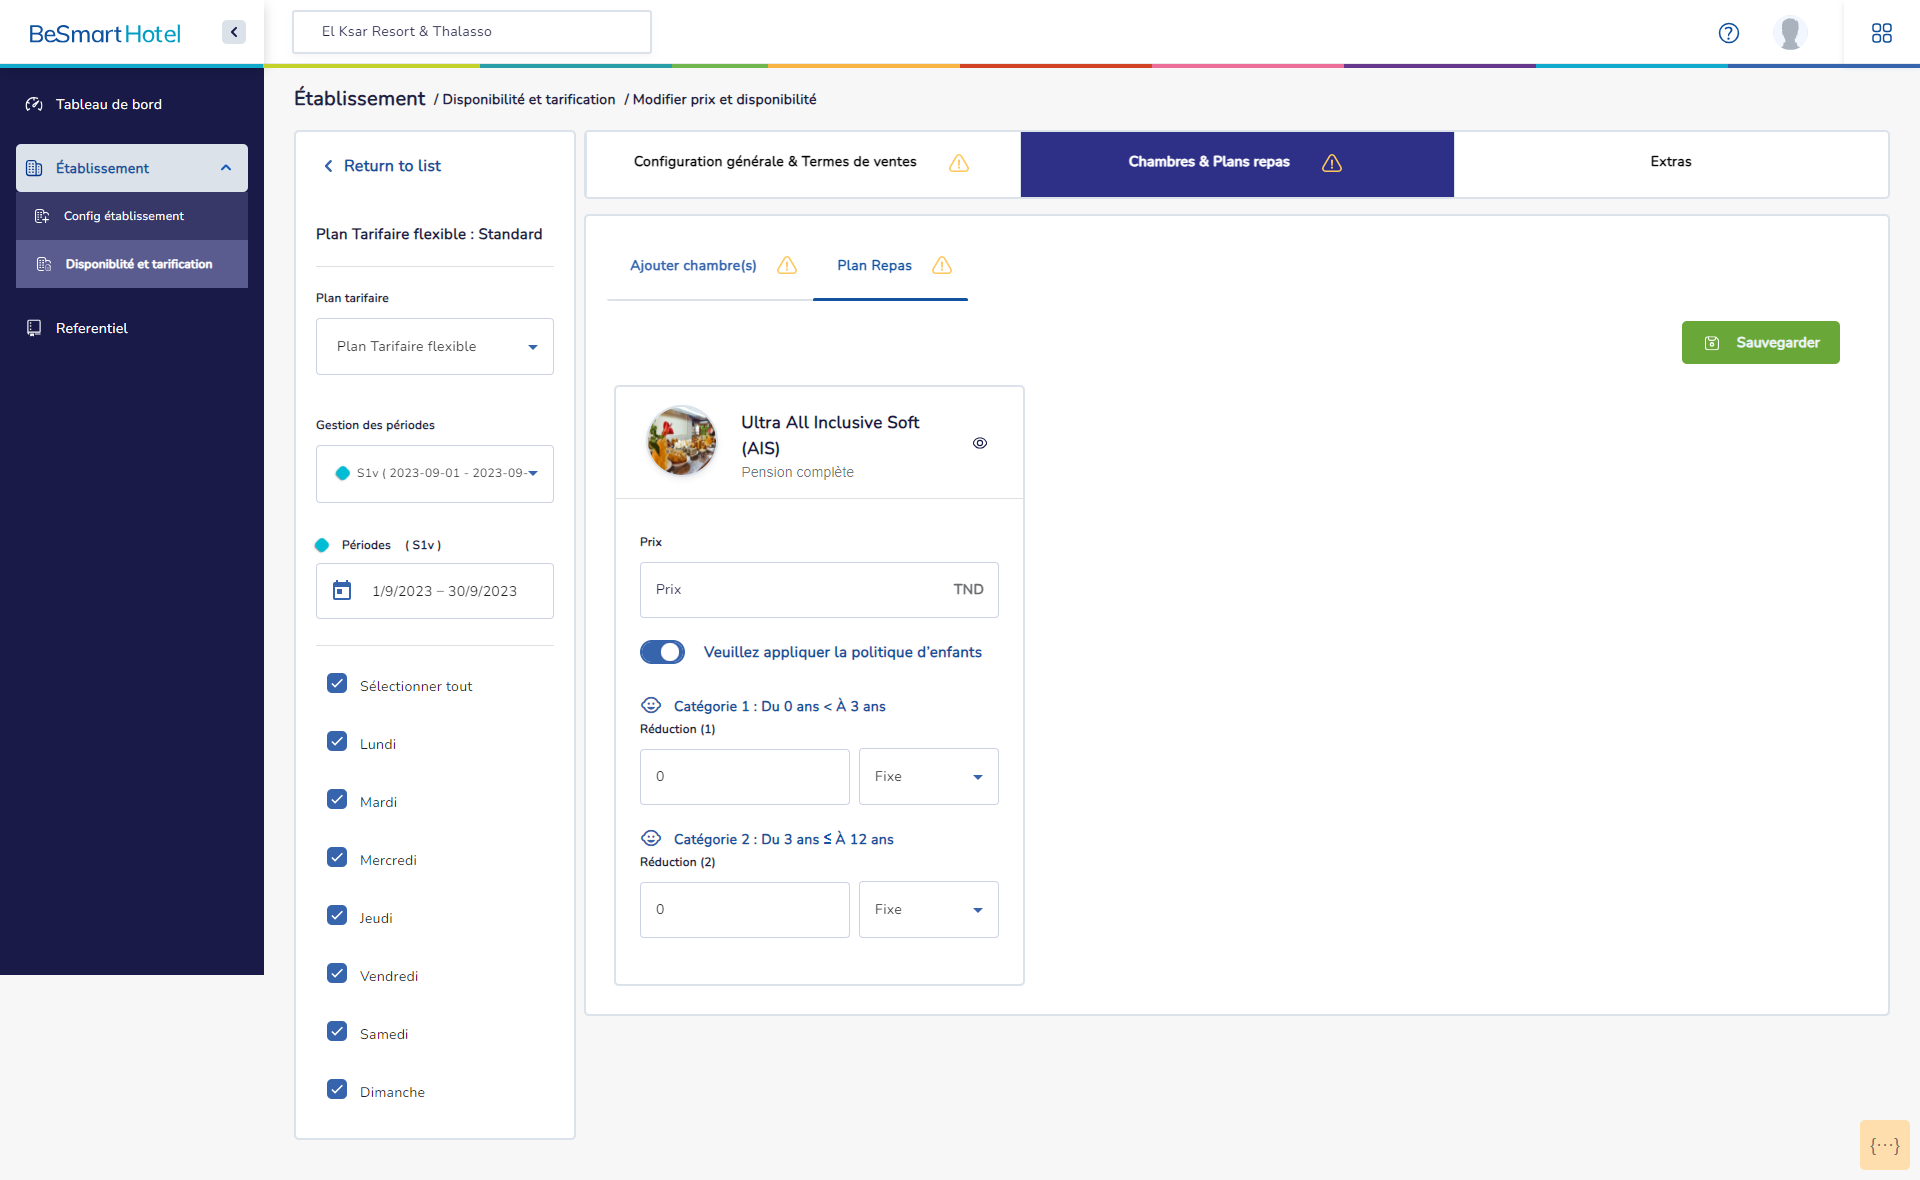 BeSmartHotel
El Ksar Resort & Thalasso
Tableau de bord
Établissement
Config établissement
Disponiblité et tarification
Referentiel
Établissement / Disponibilité et tarification / Modifier prix et disponibilité
Return to list
Plan Tarifaire flexible : Standard
Plan tarifaire
Plan Tarifaire flexible
Gestion des périodes
S1v ( 2023-09-01 - 2023-09-
Périodes ( S1v )
1/9/2023 – 30/9/2023
Sélectionner tout
Lundi
Mardi
Mercredi
Jeudi
Vendredi
Samedi
Dimanche
Configuration générale & Termes de ventes
Chambres & Plans repas
Extras
Ajouter chambre(s)
Plan Repas
Sauvegarder
Ultra All Inclusive Soft
(AIS)
Pension complète
Prix
Prix TND
Veuillez appliquer la politique d'enfants
Catégorie 1 : Du 0 ans < À 3 ans
Réduction (1)
0 Fixe
Catégorie 2 : Du 3 ans ≤ À 12 ans
Réduction (2)
0 Fixe
{···}